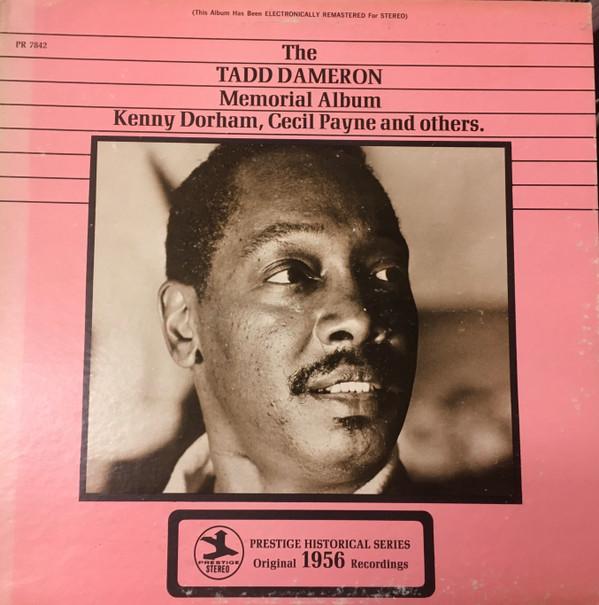 (This Album Has Been ELECTRONICALLY REMASTERED For STEREO)
PR 7842
The
TADD DAMERON
Memorial Album
Kenny Dorham, Cecil Payne and others.
PRESTIGE
STEREO
PRESTIGE HISTORICAL SERIES
Original 1956 Recordings